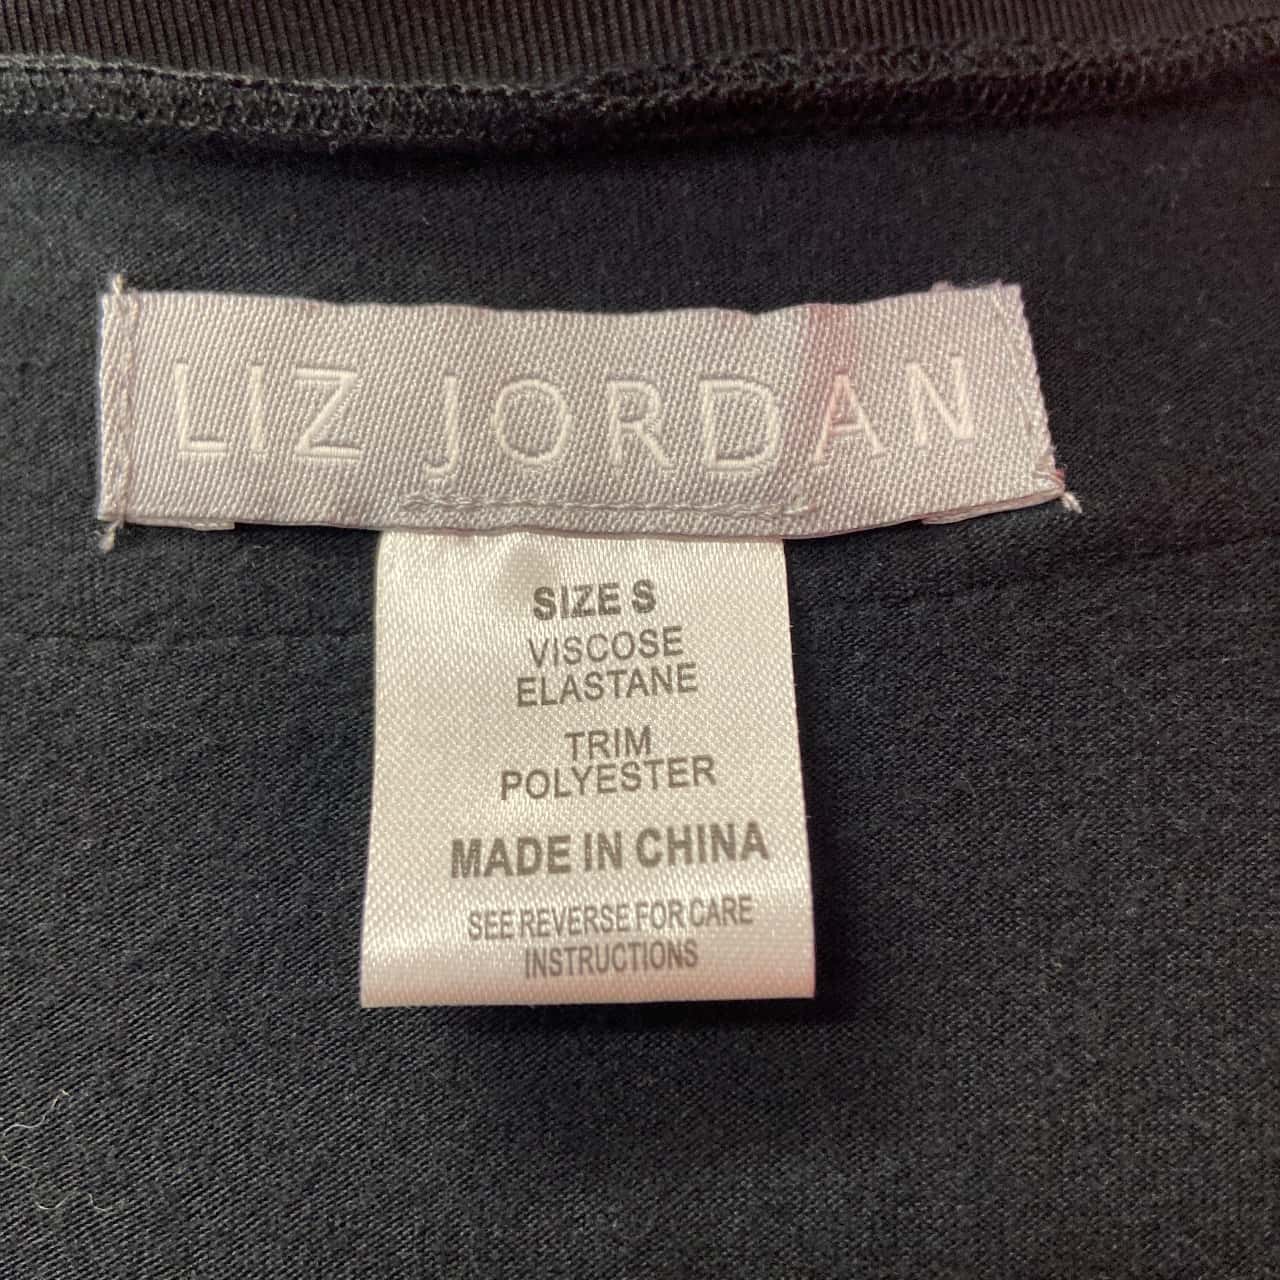 LIZ JORDAN
SIZE S
VISCOSE
ELASTANE
TRIM
POLYESTER
MADE IN CHINA
SEE REVERSE FOR CARE
INSTRUCTIONS